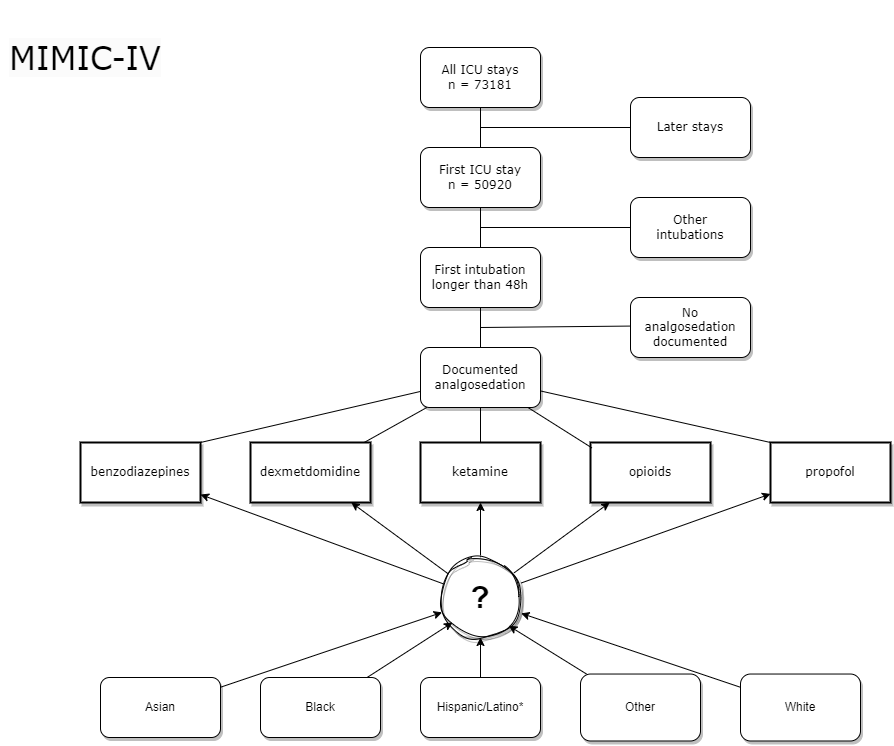 MIMIC-IV
All ICU stays
n = 73181
Later stays
First ICU stay
n = 50920
Other
intubations
First intubation
longer than 48h
No
analgosedation
documented
Documented
analgosedation
benzodiazepines
dexmetdomidine
ketamine
opioids
propofol
?
Asian
Black
Hispanic/Latino*
Other
White